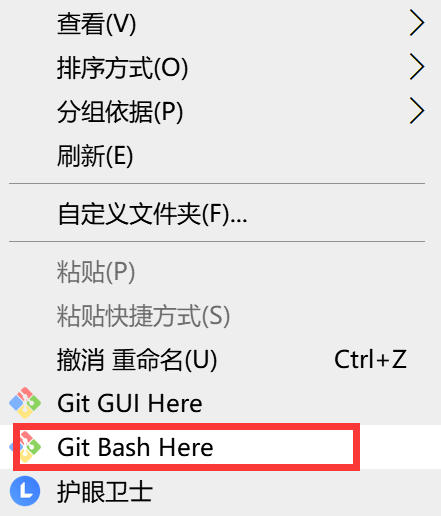 查看(V)
排序方式(O)
分组依据(P)
刷新(E)
自定义文件夹(F)...
粘贴(P)
粘贴快捷方式(S)
撤消 重命名(U) Ctrl+Z
Git GUI Here
Git Bash Here
护眼卫士